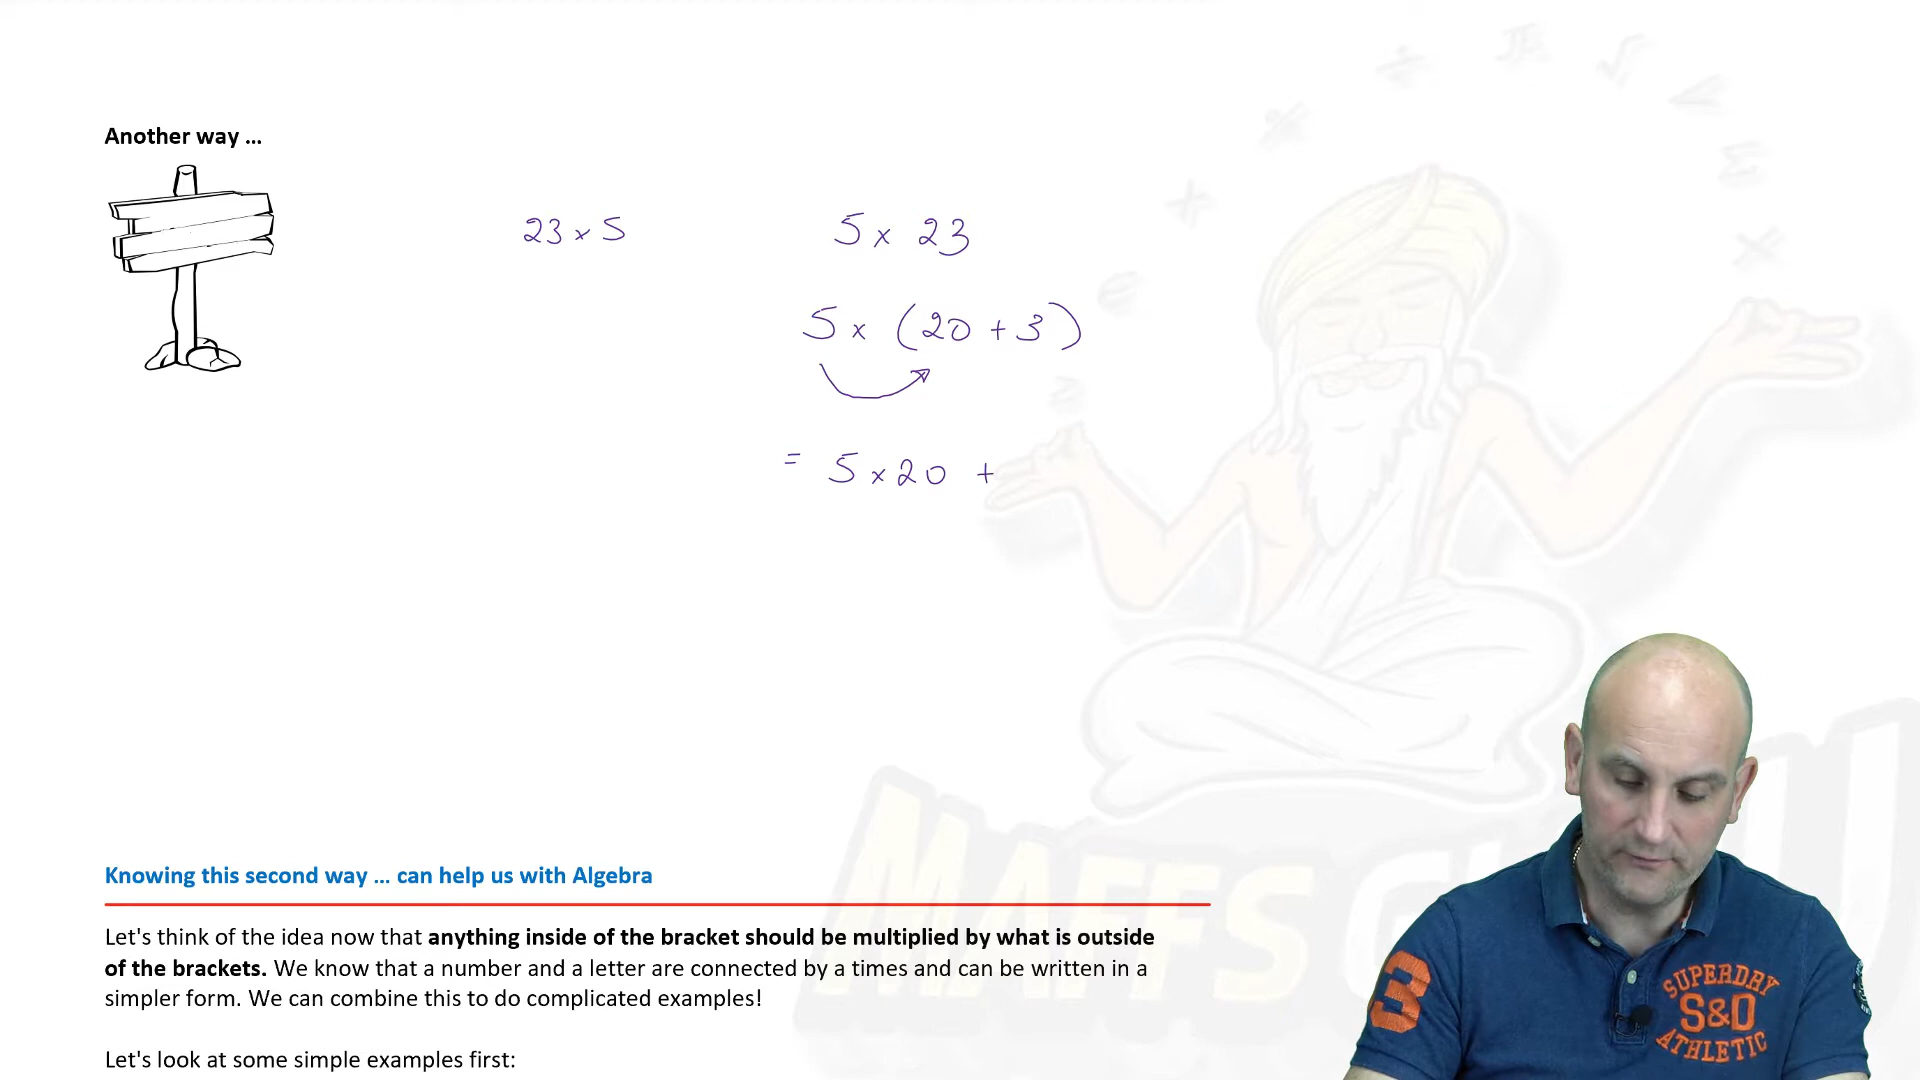 Another way ...
23 × 5
5 × 23
5 × (20 + 3)
= 5 × 20 +
Knowing this second way ... can help us with Algebra
Let's think of the idea now that anything inside of the bracket should be multiplied by what is outside
of the brackets. We know that a number and a letter are connected by a times and can be written in a
simpler form. We can combine this to do complicated examples!
Let's look at some simple examples first:
MAFFS
3
SUPERDRY
S&D
ATHLETIC